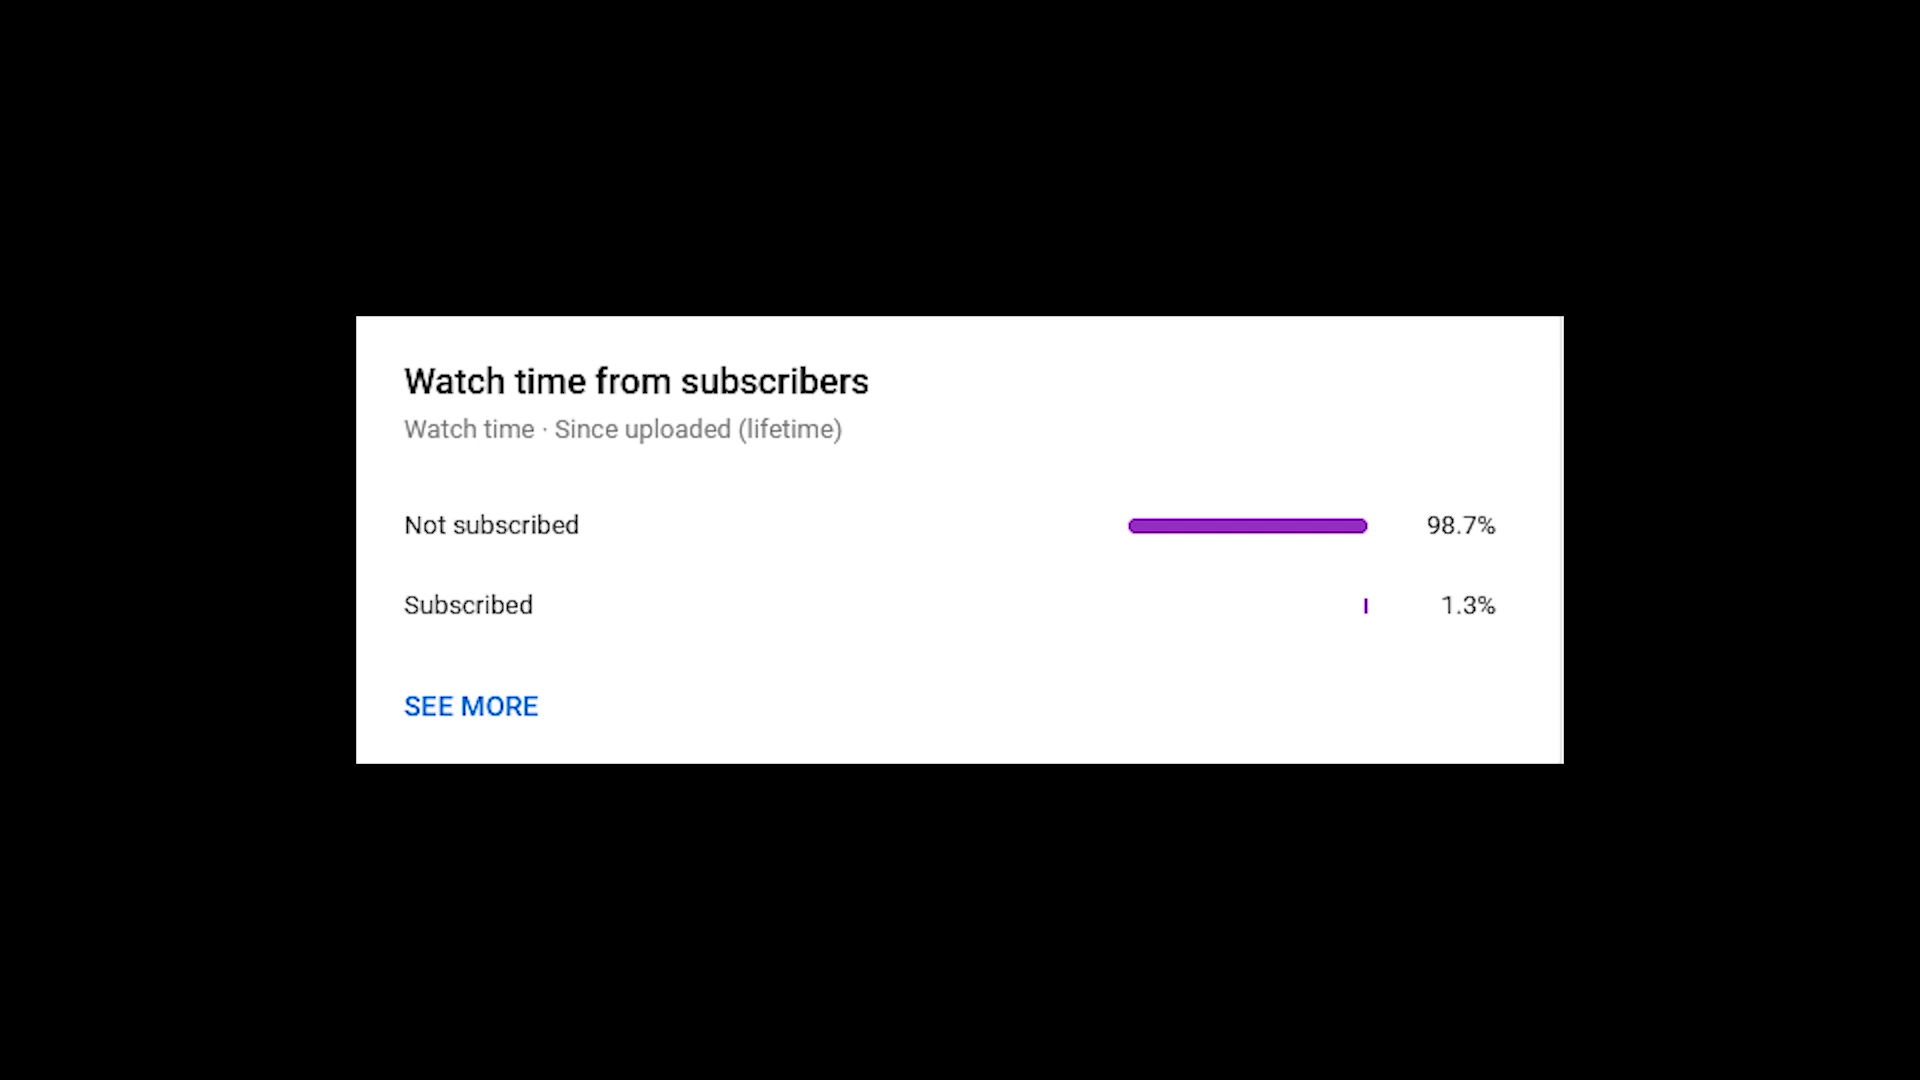 Watch time from subscribers
Watch time · Since uploaded (lifetime)
Not subscribed 98.7%
Subscribed 1.3%
SEE MORE